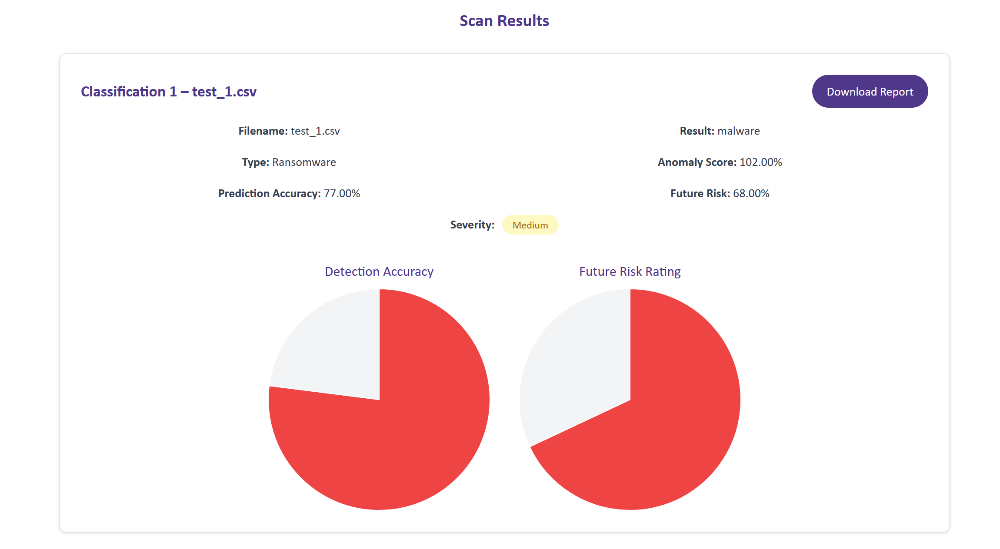 Scan Results
Classification 1 – test_1.csv
Download Report
Filename: test_1.csv
Result: malware
Type: Ransomware
Anomaly Score: 102.00%
Prediction Accuracy: 77.00%
Future Risk: 68.00%
Severity: Medium
Detection Accuracy
Future Risk Rating